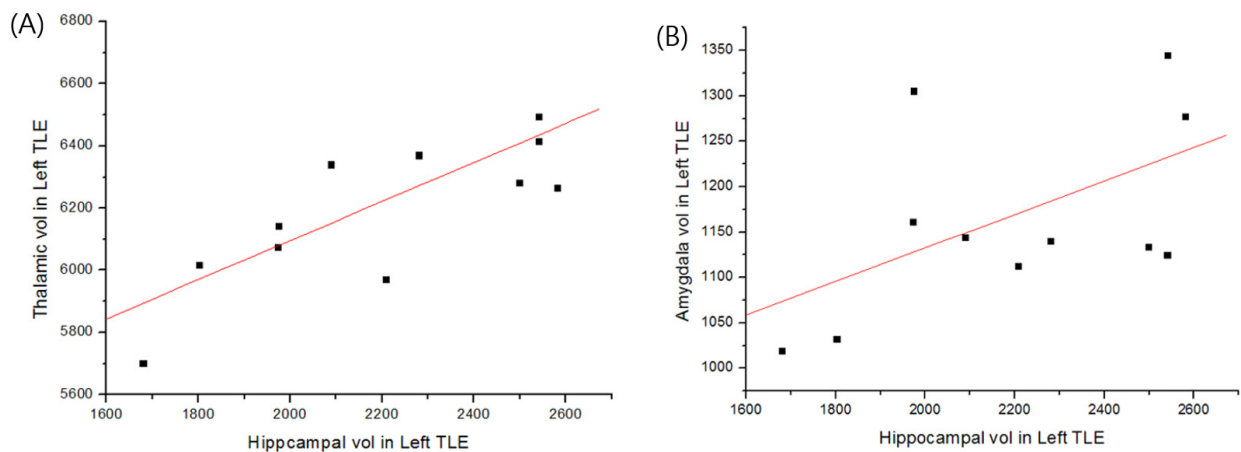 (A)
6800
6600
6400
6200
6000
5800
5600
Thalamic vol in Left TLE
1600 1800 2000 2200 2400 2600
Hippcampal vol in Left TLE
(B)
1350
1300
1250
1200
1150
1100
1050
1000
Amygdala vol in Left TLE
1600 1800 2000 2200 2400 2600
Hippocampal vol in Left TLE